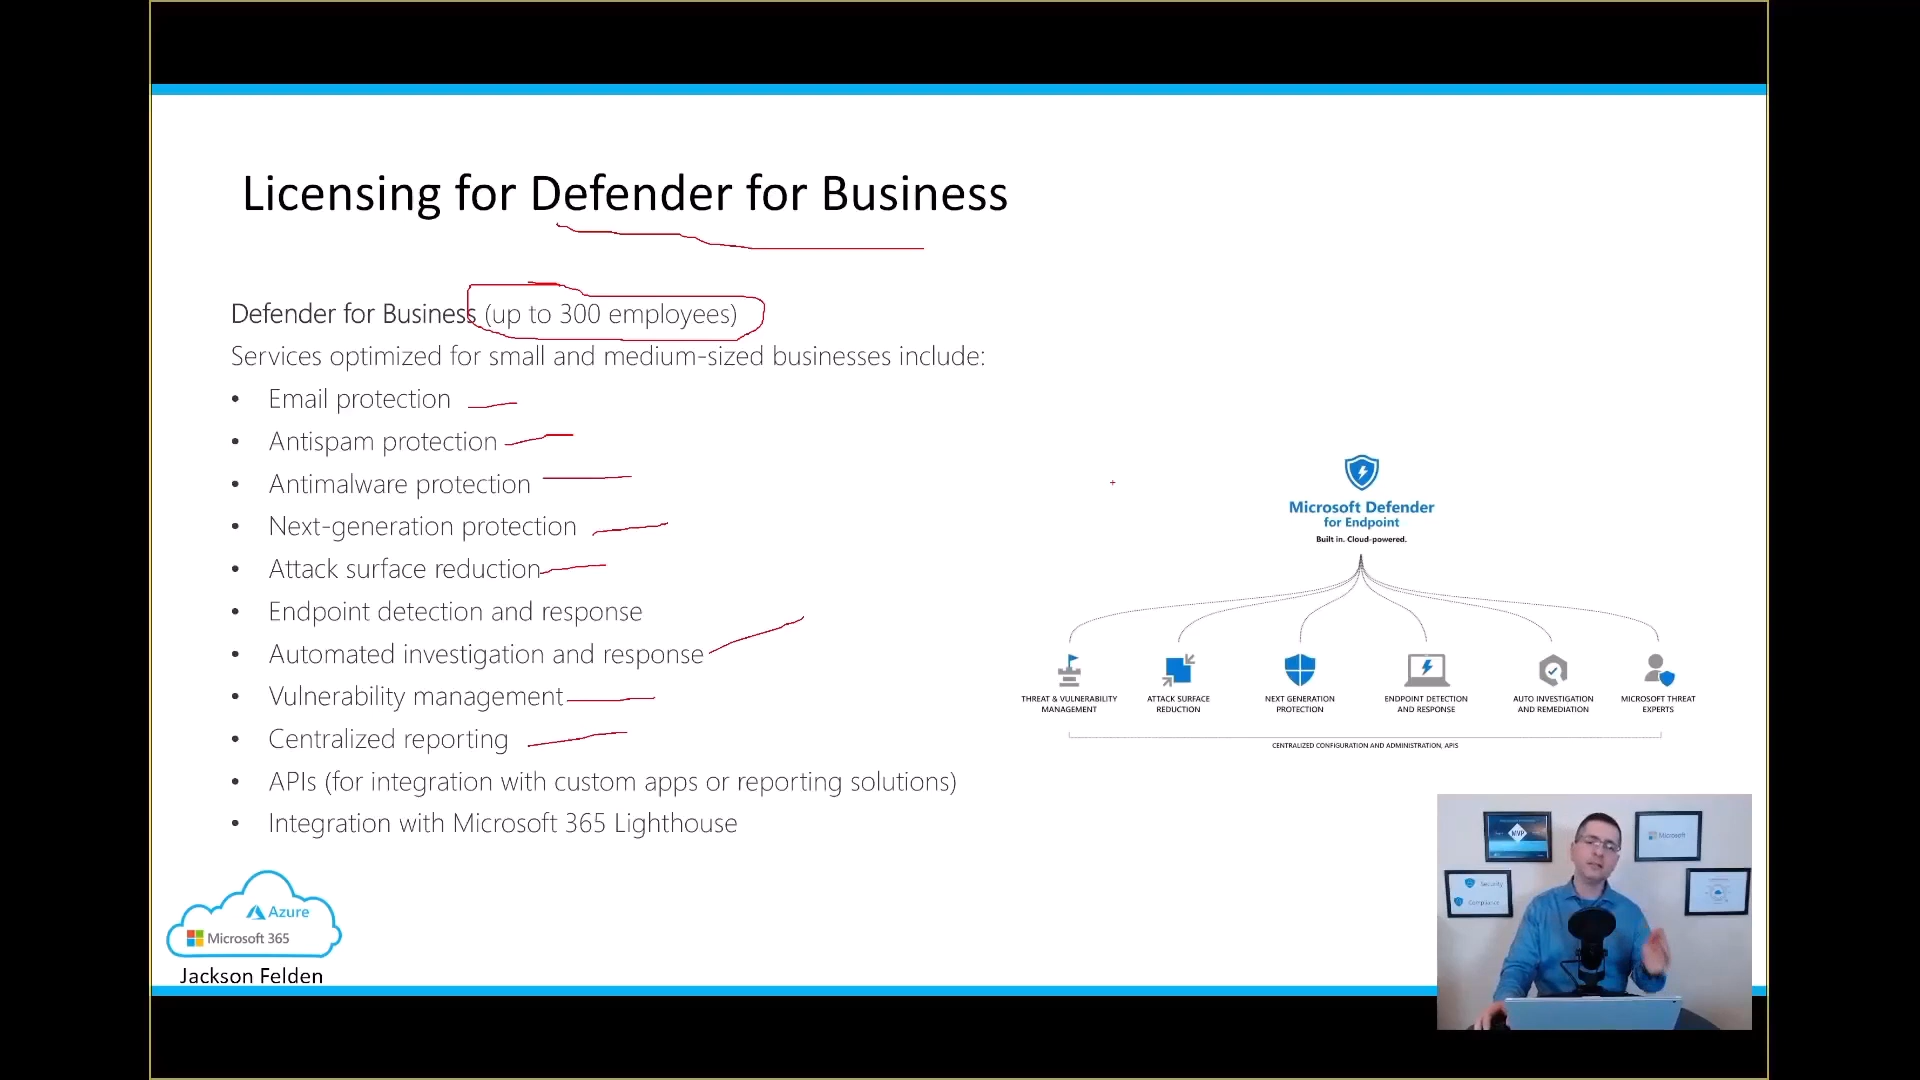 Licensing for Defender for Business
Defender for Business (up to 300 employees)
Services optimized for small and medium-sized businesses include:
• Email protection
• Antispam protection
• Antimalware protection
• Next-generation protection
• Attack surface reduction
• Endpoint detection and response
• Automated investigation and response
• Vulnerability management
• Centralized reporting
• APIs (for integration with custom apps or reporting solutions)
• Integration with Microsoft 365 Lighthouse
Microsoft Defender
for Endpoint
Built in. Cloud-powered.
THREAT & VULNERABILITY
MANAGEMENT
ATTACK SURFACE
REDUCTION
NEXT GENERATION
PROTECTION
ENDPOINT DETECTION
AND RESPONSE
AUTO INVESTIGATION
AND REMEDIATION
MICROSOFT THREAT
EXPERTS
CENTRALIZED CONFIGURATION AND ADMINISTRATION, APIS
Azure
Microsoft 365
Jackson Felden
MVP
Microsoft
Security
Compliance